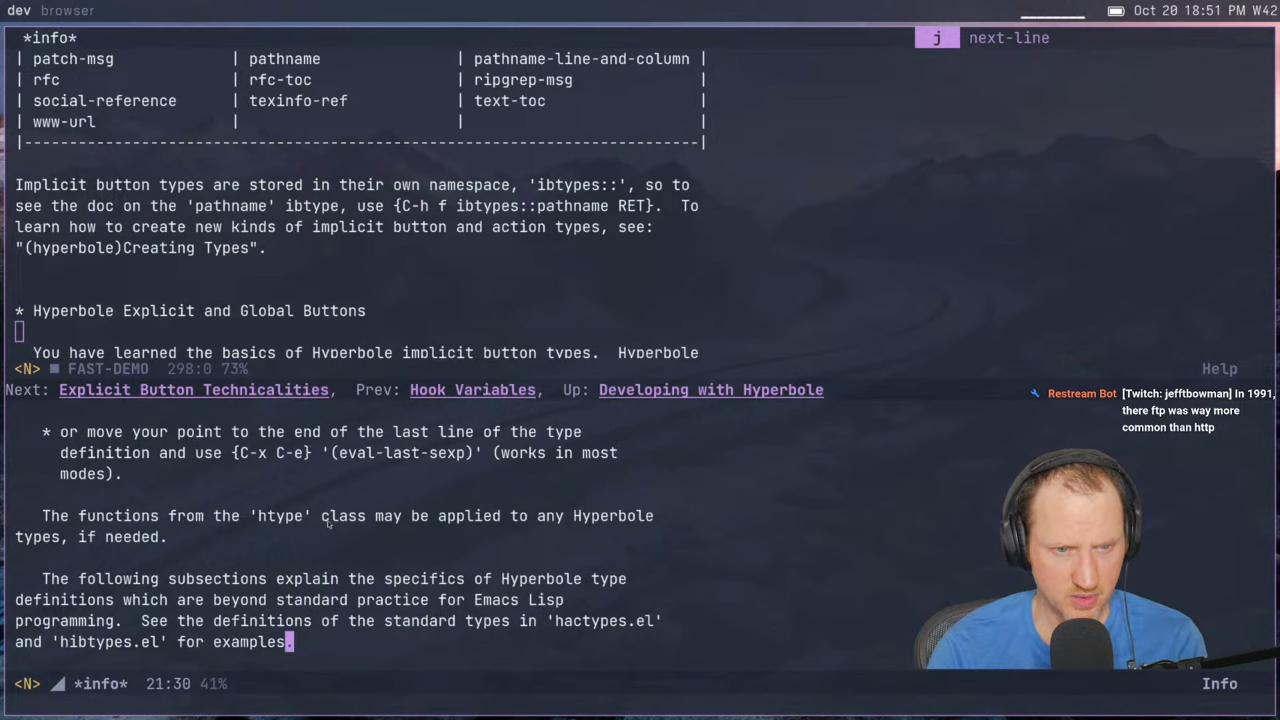 dev browser
Oct 20 18:51 PM W42
*info*
j next-line
| patch-msg | pathname | pathname-line-and-column |
| rfc | rfc-toc | ripgrep-msg |
| social-reference | texinfo-ref | text-toc |
| www-url | | |
|---------------------------------------------------------------------------|
Implicit button types are stored in their own namespace, 'ibtypes::', so to
see the doc on the 'pathname' ibtype, use {C-h f ibtypes::pathname RET}. To
learn how to create new kinds of implicit button and action types, see:
"(hyperbole)Creating Types".
* Hyperbole Explicit and Global Buttons
You have learned the basics of Hyperbole implicit button types. Hyperbole
<N> FAST-DEMO 298:0 73% Help
Next: Explicit Button Technicalities, Prev: Hook Variables, Up: Developing with Hyperbole
Restream Bot [Twitch: jefftbowman] In 1991,
there ftp was way more
common than http
* or move your point to the end of the last line of the type
definition and use {C-x C-e} '(eval-last-sexp)' (works in most
modes).
The functions from the 'htype' class may be applied to any Hyperbole
types, if needed.
The following subsections explain the specifics of Hyperbole type
definitions which are beyond standard practice for Emacs Lisp
programming. See the definitions of the standard types in 'hactypes.el'
and 'hibtypes.el' for examples.
<N> *info* 21:30 41% Info